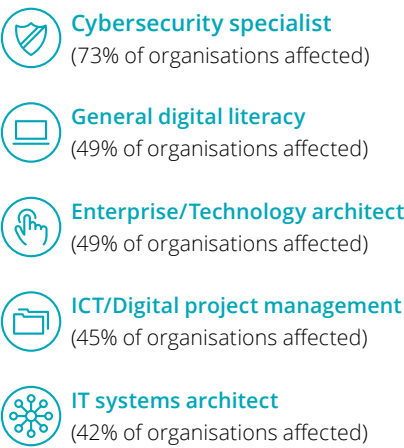 Cybersecurity specialist
(73% of organisations affected)
General digital literacy
(49% of organisations affected)
Enterprise/Technology architect
(49% of organisations affected)
ICT/Digital project management
(45% of organisations affected)
IT systems architect
(42% of organisations affected)